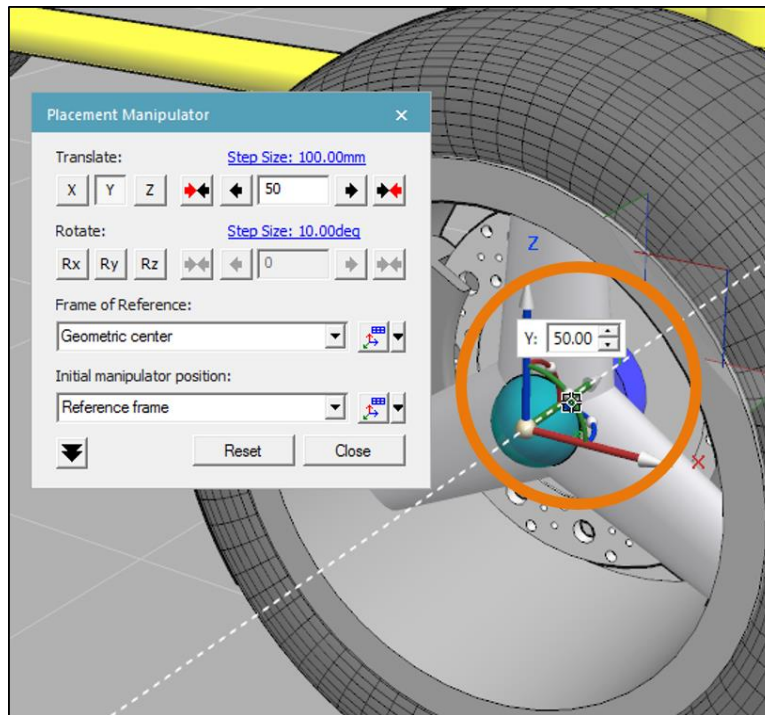 Placement Manipulator
Translate: Step Size: 100.00mm
X Y Z 50
Rotate: Step Size: 10.00deg
Rx Ry Rz 0
Frame of Reference:
Geometric center
Initial manipulator position:
Reference frame
Reset Close
Z
Y: 50.00
X